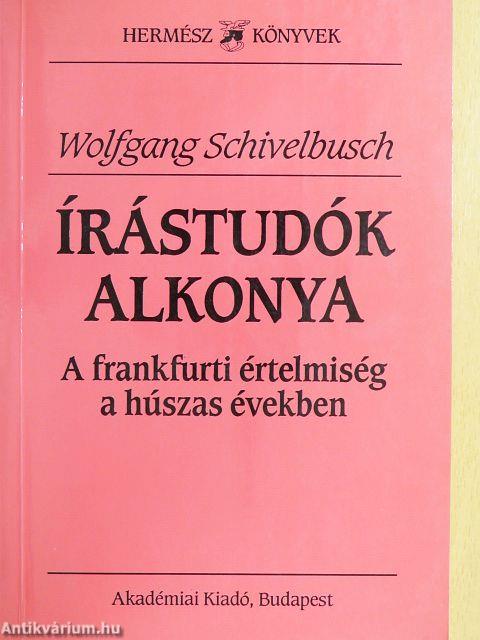 HERMÉSZ KÖNYVEK
Wolfgang Schivelbusch
ÍRÁSTUDÓK
ALKONYA
A frankfurti értelmiség
a húszas években
Akadémiai Kiadó, Budapest
Antikvárium.hu